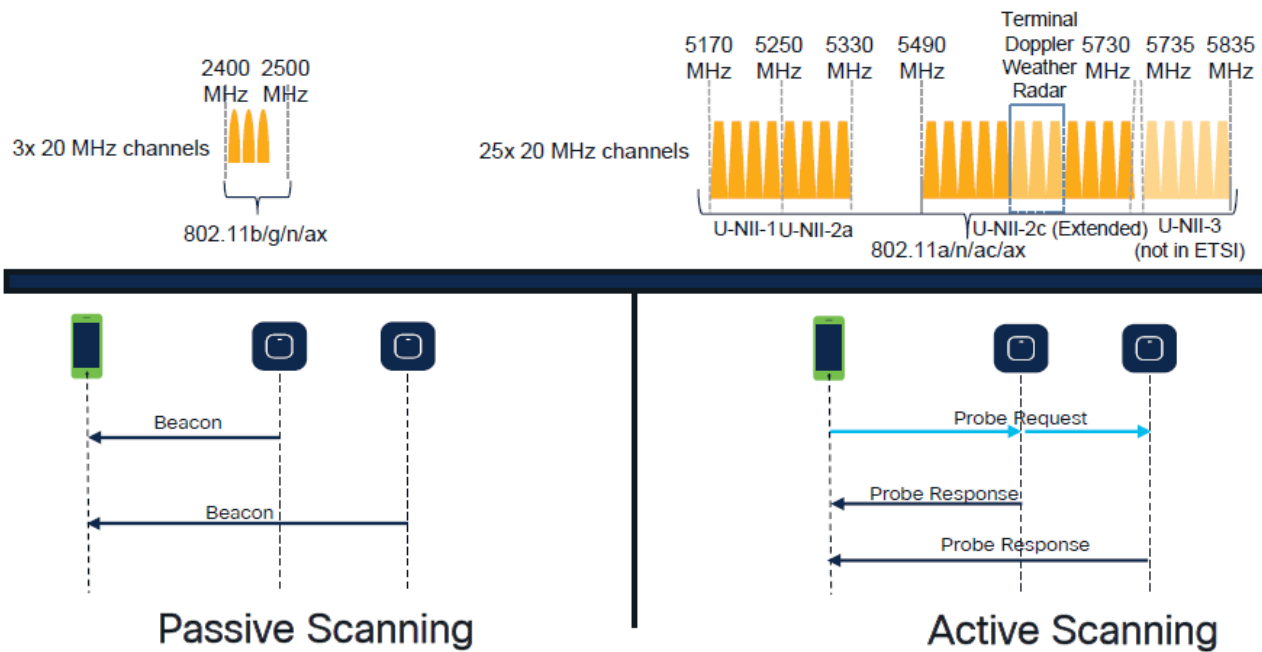 2400
MHz
2500
MHz
3x 20 MHz channels
802.11b/g/n/ax
5170
MHz
5250
MHz
5330
MHz
5490
MHz
Terminal
Doppler
Weather
Radar
5730
MHz
5735
MHz
5835
MHz
25x 20 MHz channels
U-NII-1
U-NII-2a
U-NII-2c (Extended)
U-NII-3
(not in ETSI)
802.11a/n/ac/ax
Beacon
Beacon
Passive Scanning
Probe Request
Probe Response
Probe Response
Active Scanning